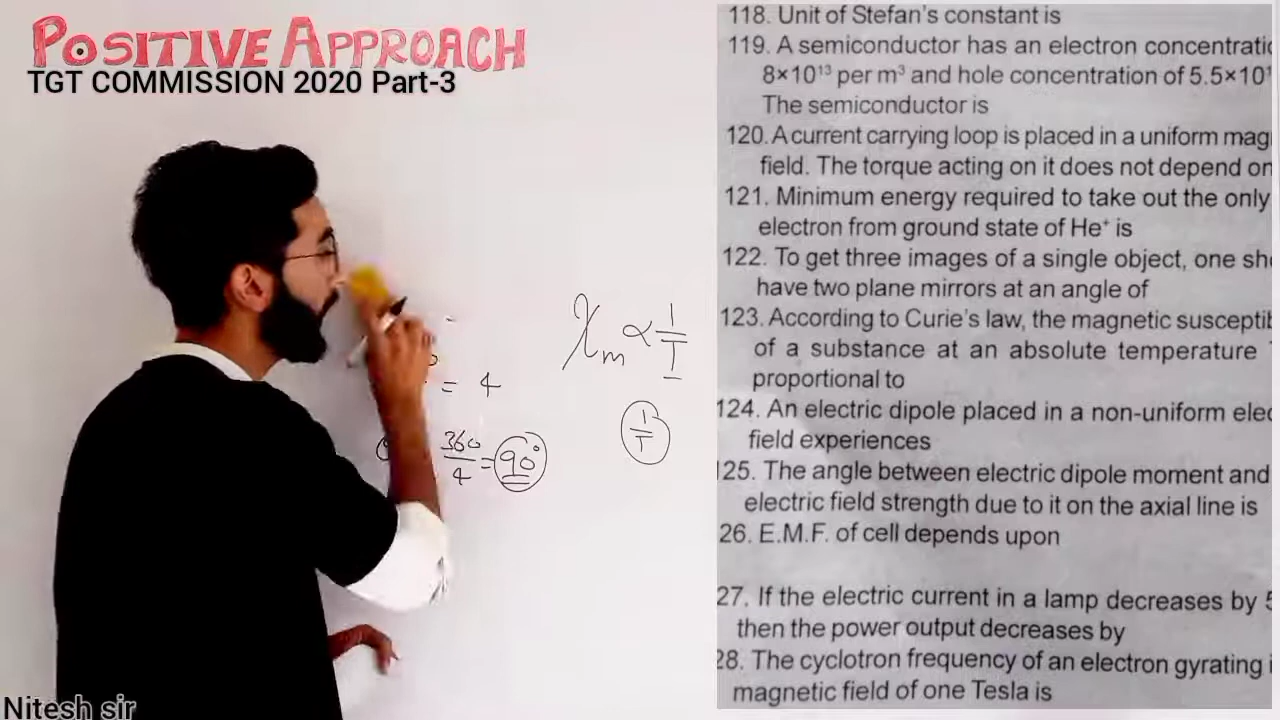 POSITIVE APPROACH
TGT COMMISSION 2020 Part-3
= 4
360/4 = 90°
χm ∝ 1/T
1/T
Nitesh sir
118. Unit of Stefan's constant is
119. A semiconductor has an electron
8×10¹³ per m³ and hole concentration of
The semiconductor is
120. A current carrying loop is placed in a uniform
field. The torque acting on it does not depend on
121. Minimum energy required to take out the only
electron from ground state of He⁺ is
122. To get three images of a single object, one
have two plane mirrors at an angle of
123. According to Curie's law, the magnetic
of a substance at an absolute temperature
proportional to
124. An electric dipole placed in a non-uniform
field experiences
125. The angle between electric dipole moment and
electric field strength due to it on the axial line is
26. E.M.F. of cell depends upon
27. If the electric current in a lamp decreases by
then the power output decreases by
28. The cyclotron frequency of an electron gyrating
magnetic field of one Tesla is